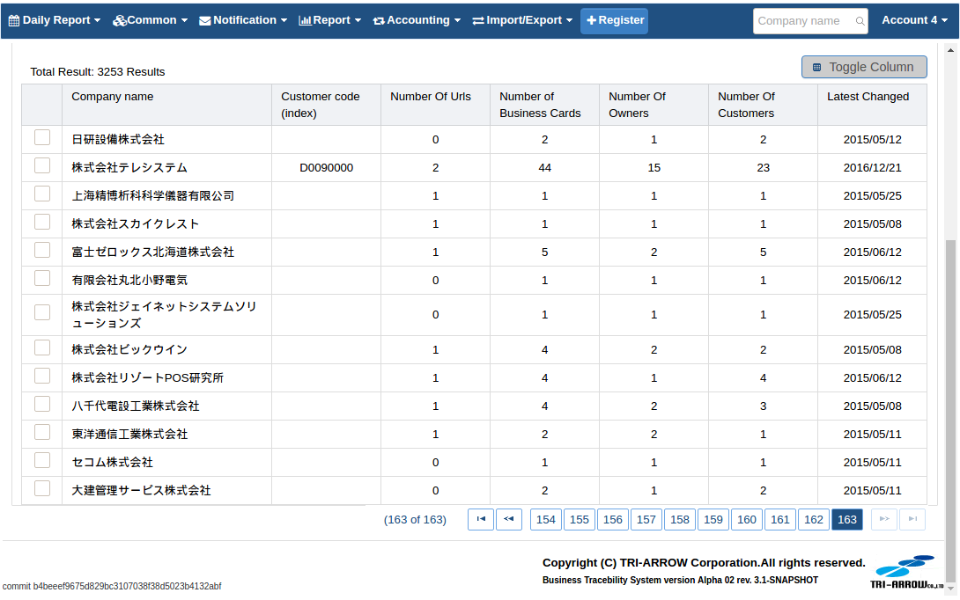 Daily Report Common Notification Report Accounting Import/Export Register Company name Account 4
Total Result: 3253 Results Toggle Column
Company name Customer code (index) Number Of Urls Number of Business Cards Number Of Owners Number Of Customers Latest Changed
日研設備株式会社 0 2 1 2 2015/05/12
株式会社テレシステム D0090000 2 44 15 23 2016/12/21
上海精博析科科学儀器有限公司 1 1 1 1 2015/05/25
株式会社スカイクレスト 1 1 1 1 2015/05/08
富士ゼロックス北海道株式会社 1 5 2 5 2015/06/12
有限会社丸北小野電気 0 1 1 1 2015/06/12
株式会社ジェイネットシステムソリ
ューションズ 0 1 1 1 2015/05/25
株式会社ビックウイン 1 4 2 2 2015/05/08
株式会社リゾートPOS研究所 1 4 1 4 2015/06/12
八千代電設工業株式会社 1 4 2 3 2015/05/08
東洋通信工業株式会社 1 2 2 1 2015/05/11
セコム株式会社 0 1 1 1 2015/05/11
大建管理サービス株式会社 0 2 1 2 2015/05/11
(163 of 163) 154 155 156 157 158 159 160 161 162 163
Copyright (C) TRI-ARROW Corporation.All rights reserved.
Business Tracebility System version Alpha 02 rev. 3.1-SNAPSHOT
TRI-ARROW
commit b4beeef9675d829bc3107038f38d5023b4132abf